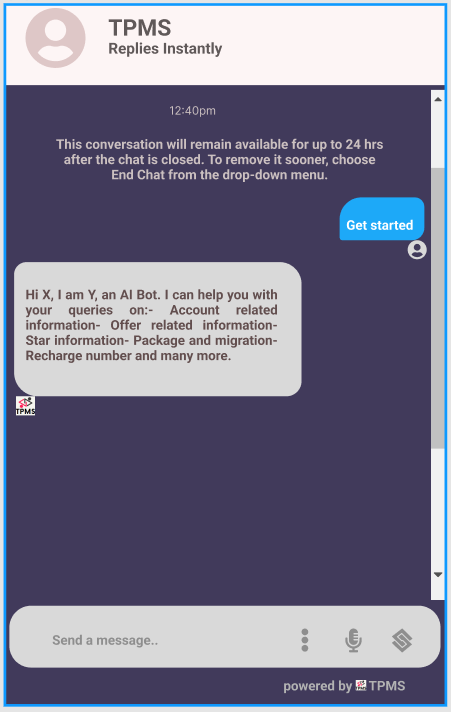 TPMS
Replies Instantly
12:40pm
This conversation will remain available for up to 24 hrs
after the chat is closed. To remove it sooner, choose
End Chat from the drop-down menu.
Get started
Hi X, I am Y, an AI Bot. I can help you with
your queries on:- Account related
information- Offer related information-
Star information- Package and migration-
Recharge number and many more.
TPMS
Send a message..
powered by TPMS